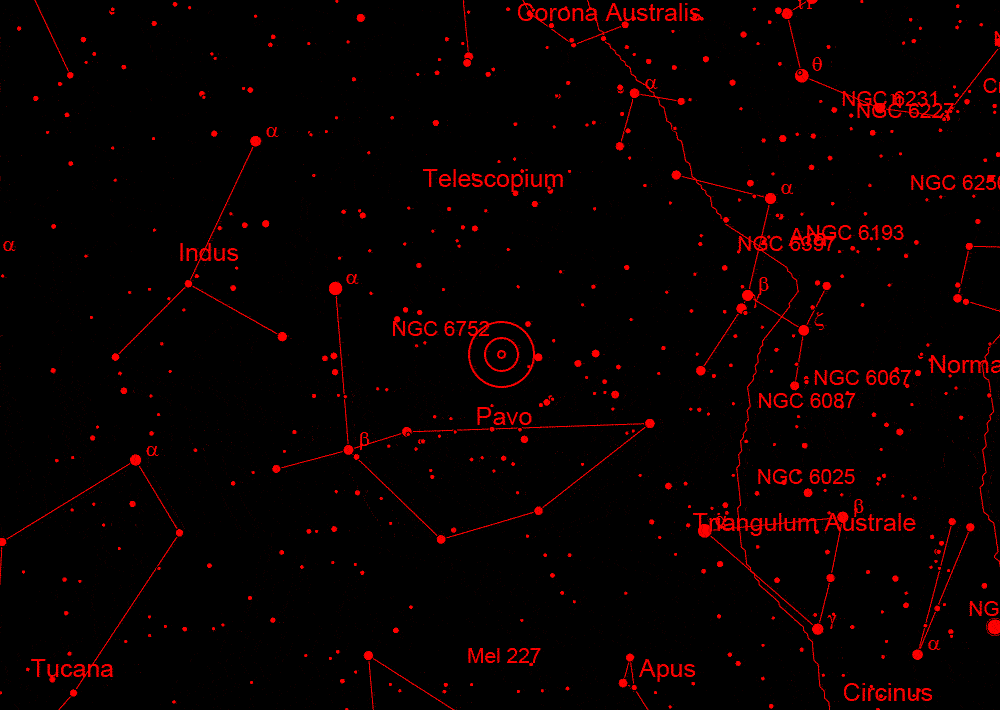 Corona Australis
θ
α
NGC 6231
NGC 6227
α
Telescopium
NGC 6250
α
α
Indus
NGC 6397
NGC 6193
α
β
γ
ζ
NGC 6752
Norma
NGC 6067
NGC 6087
Pavo
β
α
NGC 6025
β
Triangulum Australe
γ
α
NG
Mel 227
Apus
Tucana
Circinus